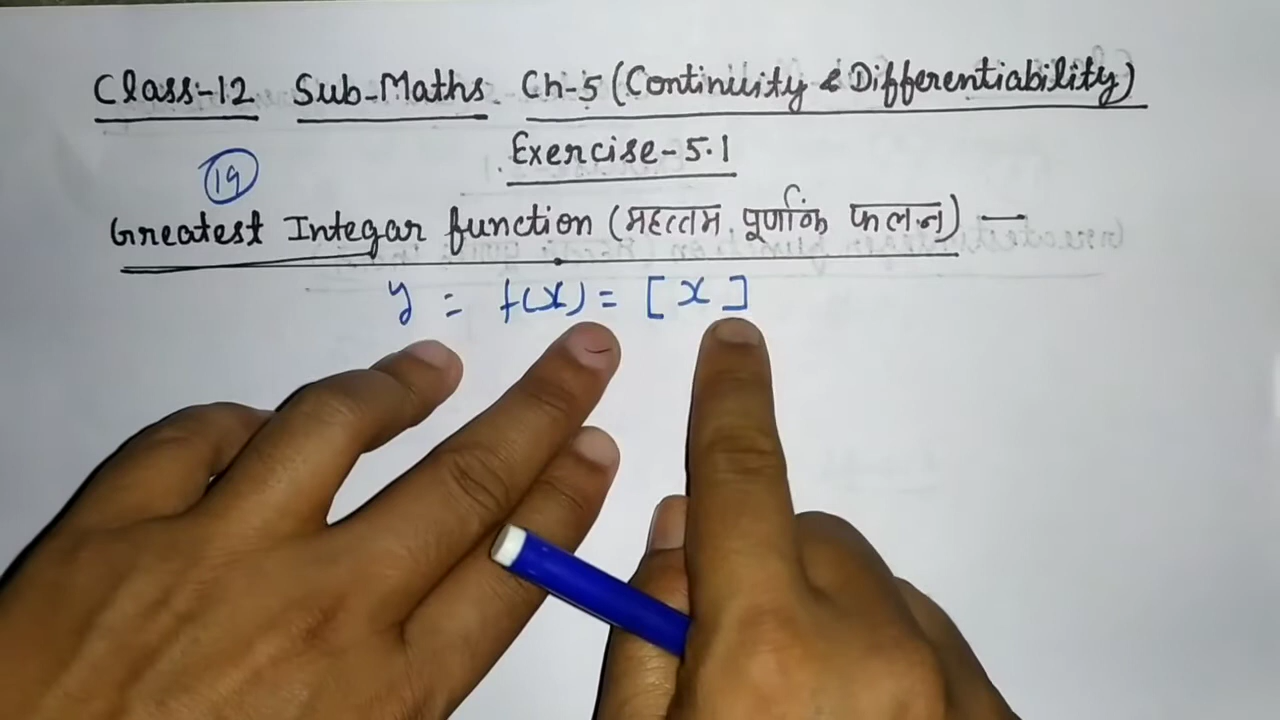 Class-12 Sub-Maths. Ch-5 (Continuity & Differentiability)
Exercise-5.1
19
Greatest Integar function (महत्तम पूर्णांक फलन) —
y = f(x) = [x]